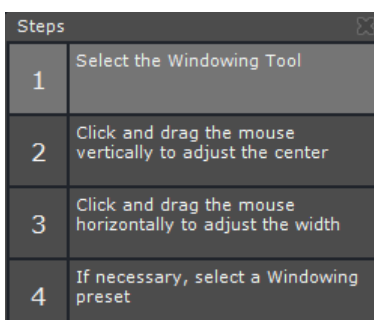 Steps
1
Select the Windowing Tool
2
Click and drag the mouse
vertically to adjust the center
3
Click and drag the mouse
horizontally to adjust the width
4
If necessary, select a Windowing
preset